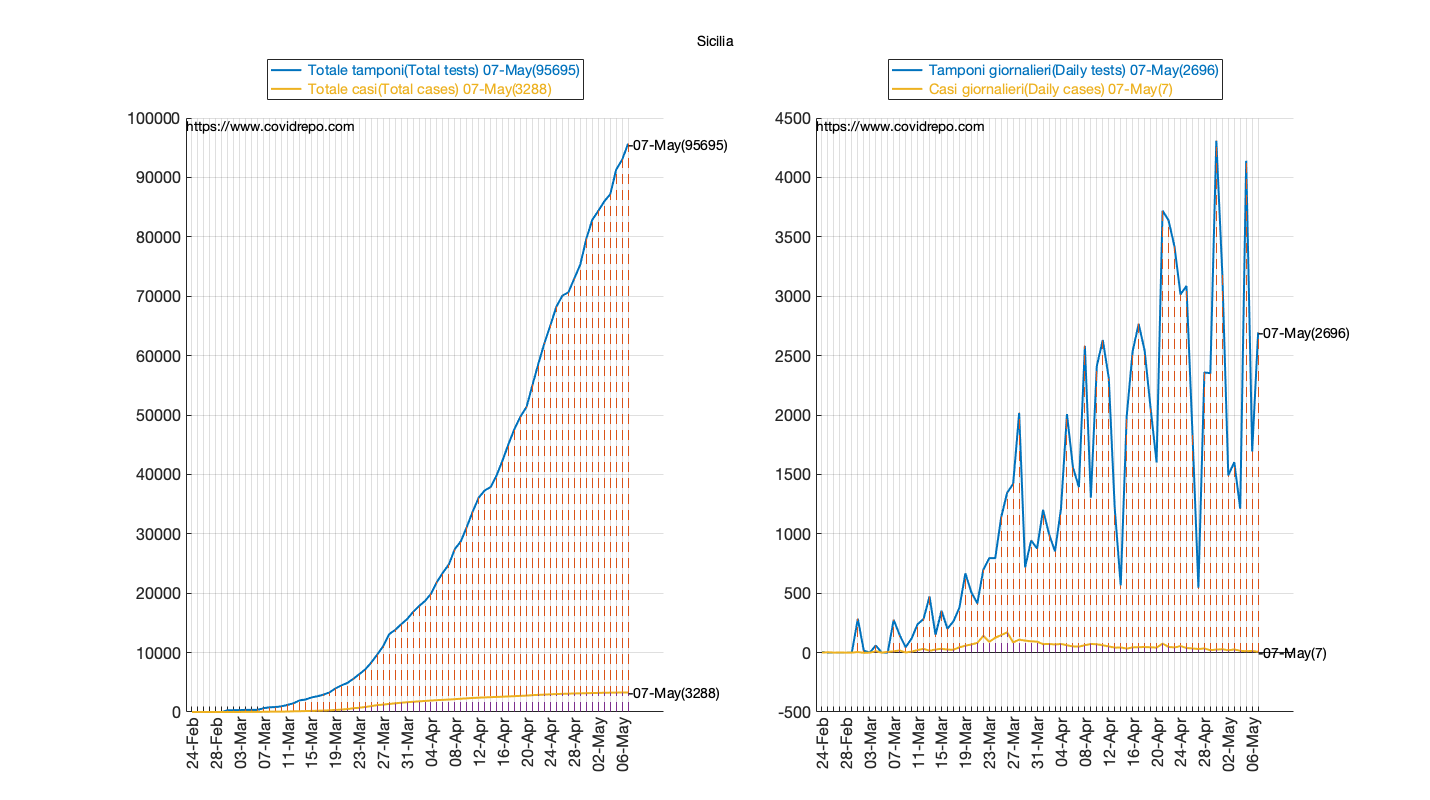 Sicilia
Totale tamponi(Total tests) 07-May(95695)
Totale casi(Total cases) 07-May(3288)
100000
90000
80000
70000
60000
50000
40000
30000
20000
10000
0
https://www.covidrepo.com
07-May(95695)
07-May(3288)
24-Feb
28-Feb
03-Mar
07-Mar
11-Mar
15-Mar
19-Mar
23-Mar
27-Mar
31-Mar
04-Apr
08-Apr
12-Apr
16-Apr
20-Apr
24-Apr
28-Apr
02-May
06-May
Tamponi giornalieri(Daily tests) 07-May(2696)
Casi giornalieri(Daily cases) 07-May(7)
4500
4000
3500
3000
2500
2000
1500
1000
500
0
-500
https://www.covidrepo.com
07-May(2696)
07-May(7)
24-Feb
28-Feb
03-Mar
07-Mar
11-Mar
15-Mar
19-Mar
23-Mar
27-Mar
31-Mar
04-Apr
08-Apr
12-Apr
16-Apr
20-Apr
24-Apr
28-Apr
02-May
06-May